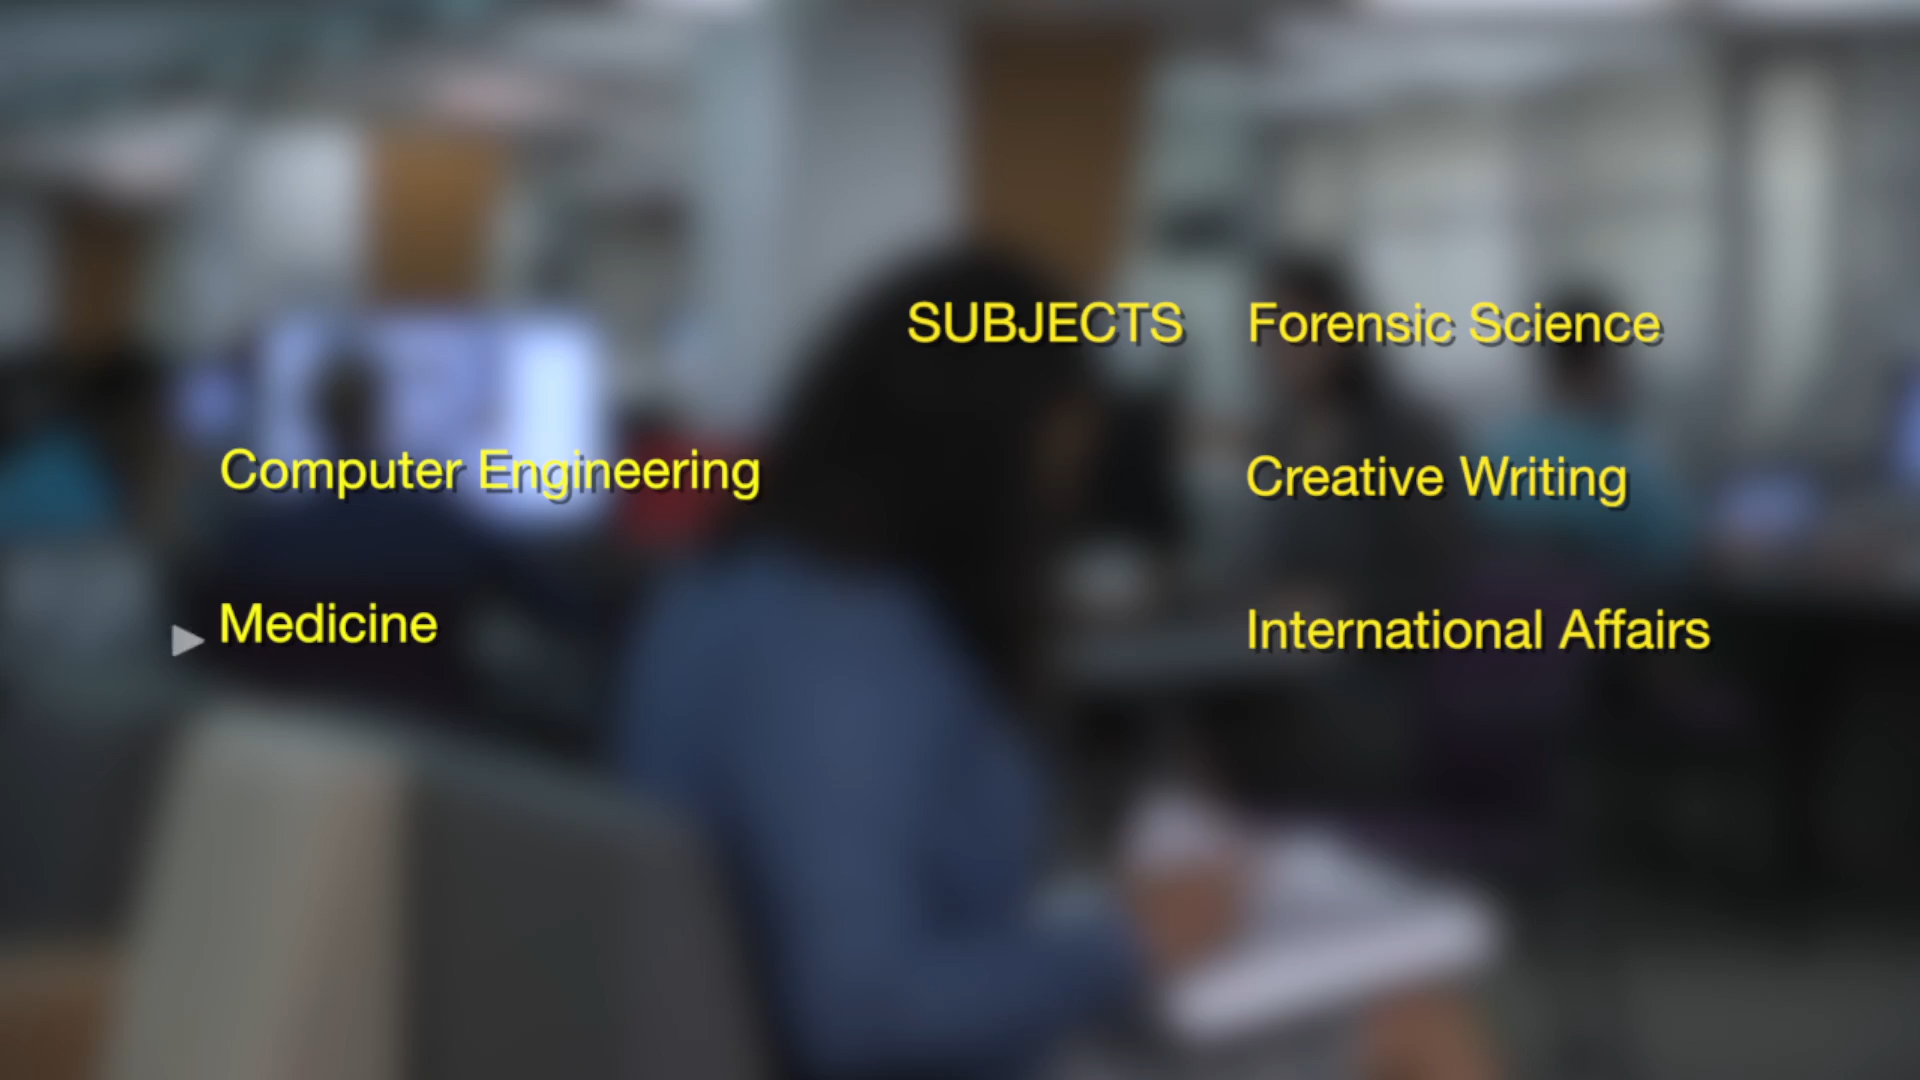 SUBJECTS
Forensic Science
Computer Engineering
Creative Writing
Medicine
International Affairs